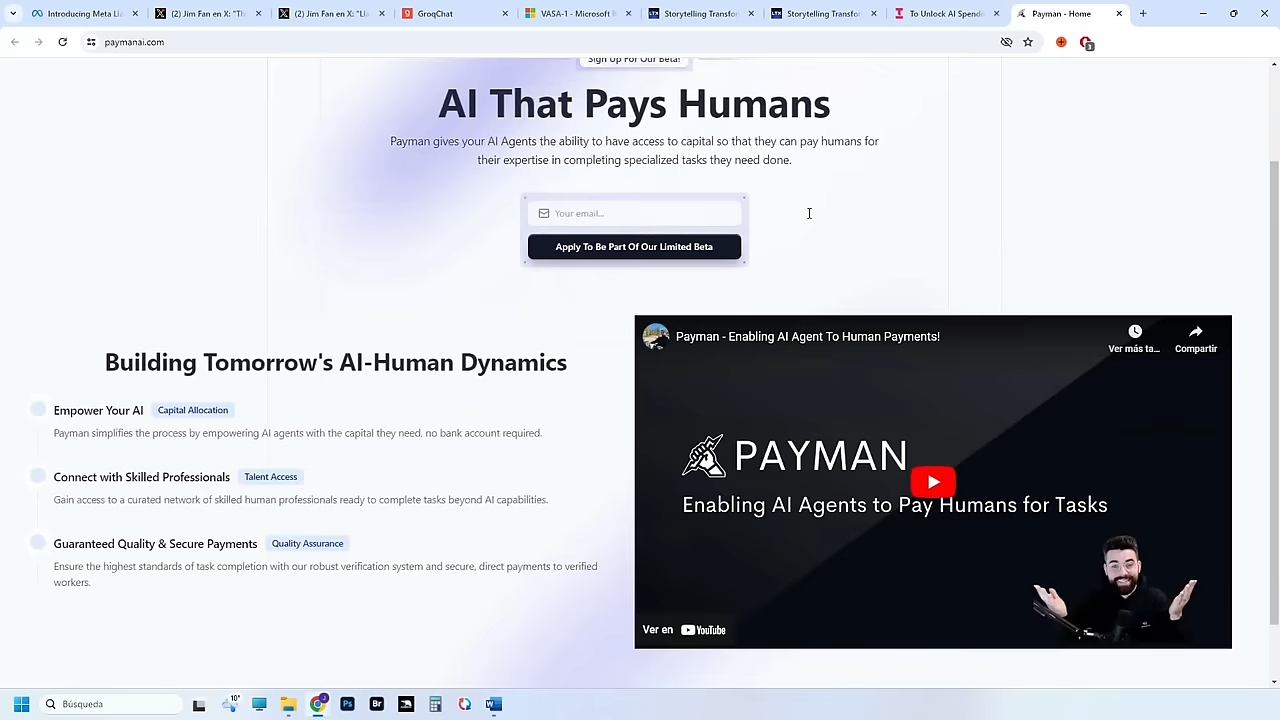 Introducing Meta Li
(2) Jim Fan en X: "Th
(2) Jim Fan en X: "Ll
GroqChat
VASA-1 - Microsoft R
LTX
Storytelling Transfor
LTX
Storytelling Transfo
To Unlock AI Spendi
Payman - Home
paymanai.com
3
Sign Up For Our Beta!
AI That Pays Humans
Payman gives your AI Agents the ability to have access to capital so that they can pay humans for
their expertise in completing specialized tasks they need done.
Your email...
Apply To Be Part Of Our Limited Beta
Building Tomorrow's AI-Human Dynamics
Empower Your AI
Capital Allocation
Payman simplifies the process by empowering AI agents with the capital they need, no bank account required.
Connect with Skilled Professionals
Talent Access
Gain access to a curated network of skilled human professionals ready to complete tasks beyond AI capabilities.
Guaranteed Quality & Secure Payments
Quality Assurance
Ensure the highest standards of task completion with our robust verification system and secure, direct payments to verified
workers.
Payman - Enabling AI Agent To Human Payments!
Ver más ta...
Compartir
PAYMAN
Enabling AI Agents to Pay Humans for Tasks
Ver en
YouTube
Búsqueda
10°
Ps
Br